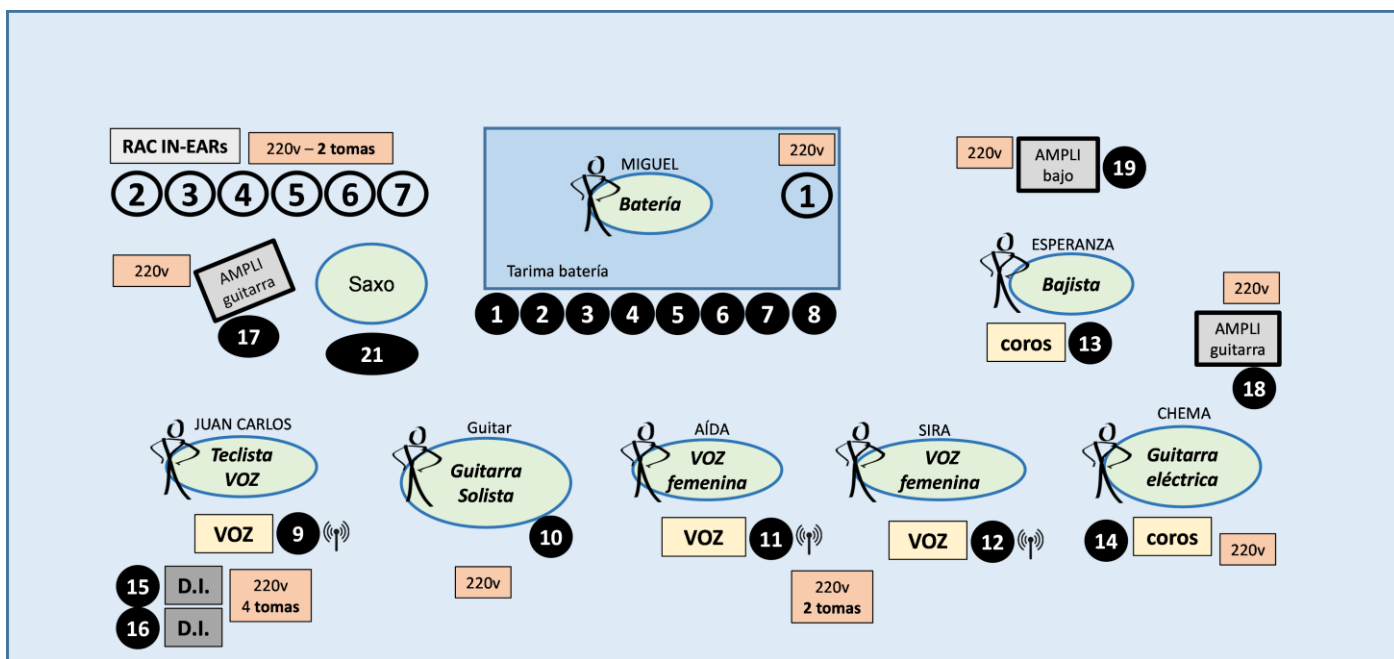 RAC IN-EARs
220v – 2 tomas
2 3 4 5 6 7
MIGUEL
Batería
220v
1
Tarima batería
1 2 3 4 5 6 7 8
220v
AMPLI
bajo
19
220v
AMPLI
guitarra
17
Saxo
21
ESPERANZA
Bajista
coros
13
220v
AMPLI
guitarra
18
JUAN CARLOS
Teclista
VOZ
VOZ
9
15
D.I.
16
D.I.
220v
4 tomas
Guitar
Guitarra
Solista
10
220v
AÍDA
VOZ
femenina
VOZ
11
220v
2 tomas
SIRA
VOZ
femenina
VOZ
12
CHEMA
Guitarra
eléctrica
14
coros
220v